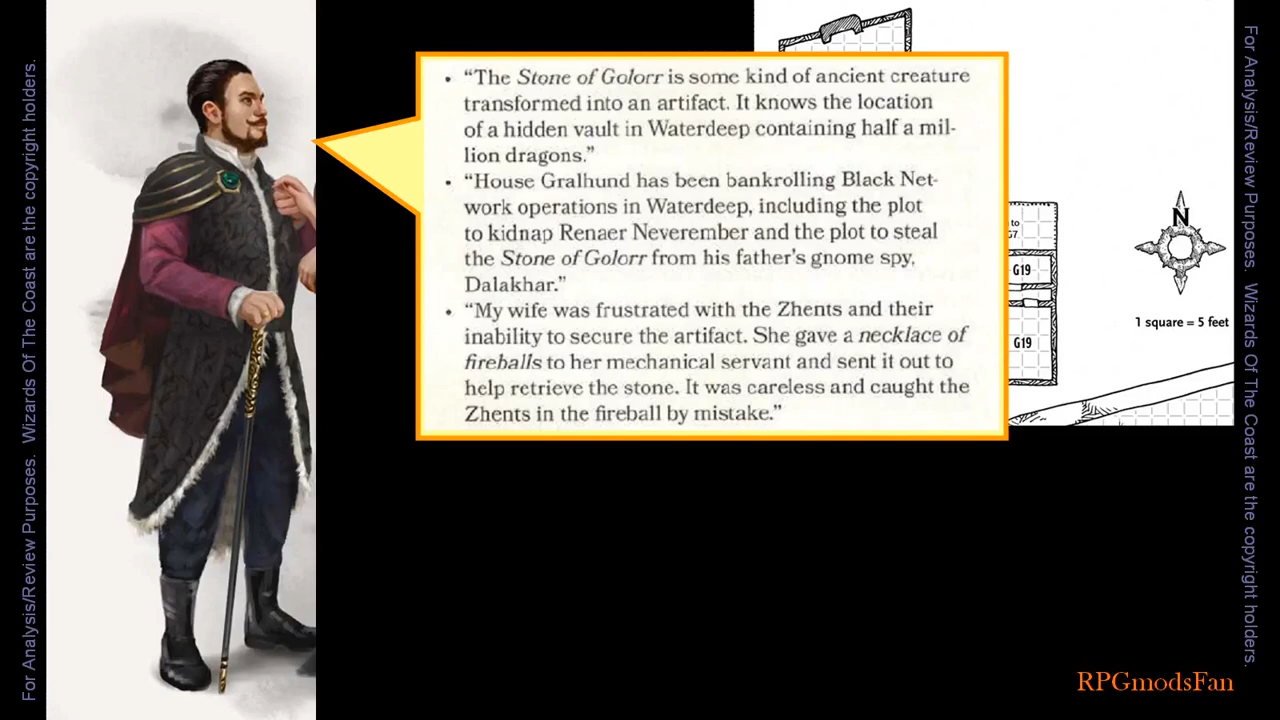 For Analysis/Review Purposes.  Wizards Of The Coast are the copyright holders.
• “The Stone of Golorr is some kind of ancient creature
transformed into an artifact. It knows the location
of a hidden vault in Waterdeep containing half a mil-
lion dragons.”
• “House Gralhund has been bankrolling Black Net-
work operations in Waterdeep, including the plot
to kidnap Renaer Neverember and the plot to steal
the Stone of Golorr from his father’s gnome spy,
Dalakhar.”
• “My wife was frustrated with the Zhents and their
inability to secure the artifact. She gave a necklace of
fireballs to her mechanical servant and sent it out to
help retrieve the stone. It was careless and caught the
Zhents in the fireball by mistake.”
to
G7
G19
G19
N
1 square = 5 feet
For Analysis/Review Purposes.  Wizards Of The Coast are the copyright holders.
RPGmodsFan